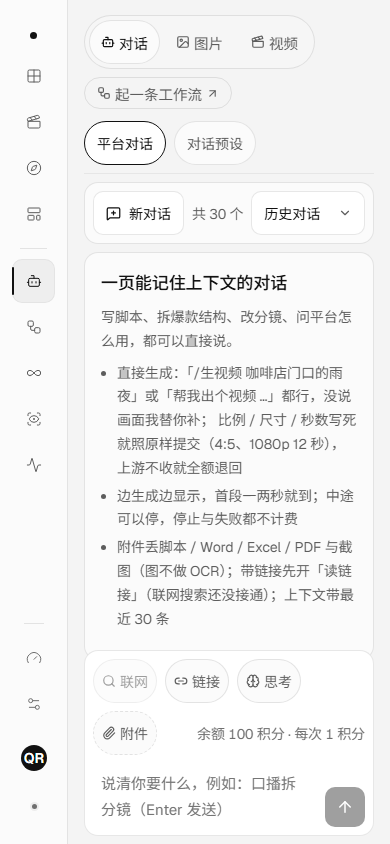 对话 图片 视频
起一条工作流
平台对话 对话预设
新对话 共 30 个 历史对话
一页能记住上下文的对话
写脚本、拆爆款结构、改分镜、问平台怎
么用，都可以直接说。
直接生成：「/生视频 咖啡店门口的雨
夜」或「帮我出个视频 …」都行，没说
画面我替你补； 比例 / 尺寸 / 秒数写死
就照原样提交（4:5、1080p 12 秒），
上游不收就全额退回
边生成边显示，首段一两秒就到；中途
可以停，停止与失败都不计费
附件丢脚本 / Word / Excel / PDF 与截
图（图不做 OCR）；带链接先开「读链
接」（联网搜索还没接通）；上下文带最
近 30 条
联网 链接 思考
附件 余额 100 积分 · 每次 1 积分
说清你要什么，例如：口播拆
分镜（Enter 发送）
QR